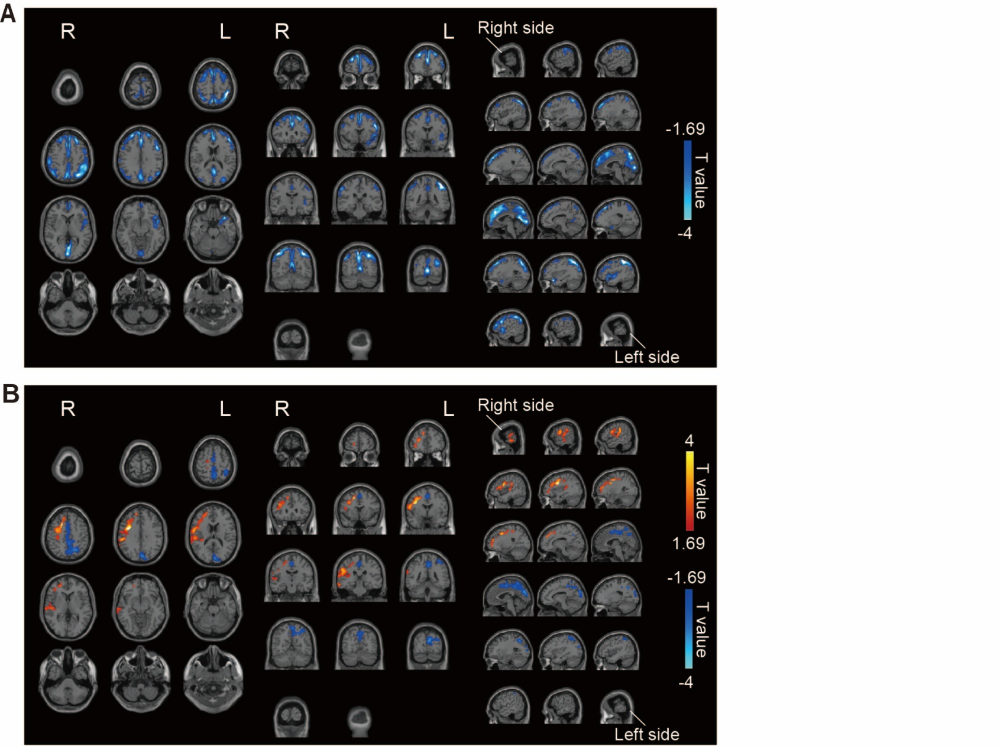 A
R L
R L
Right side
-1.69
T value
-4
Left side
B
R L
R L
Right side
4
T value
1.69
-1.69
T value
-4
Left side